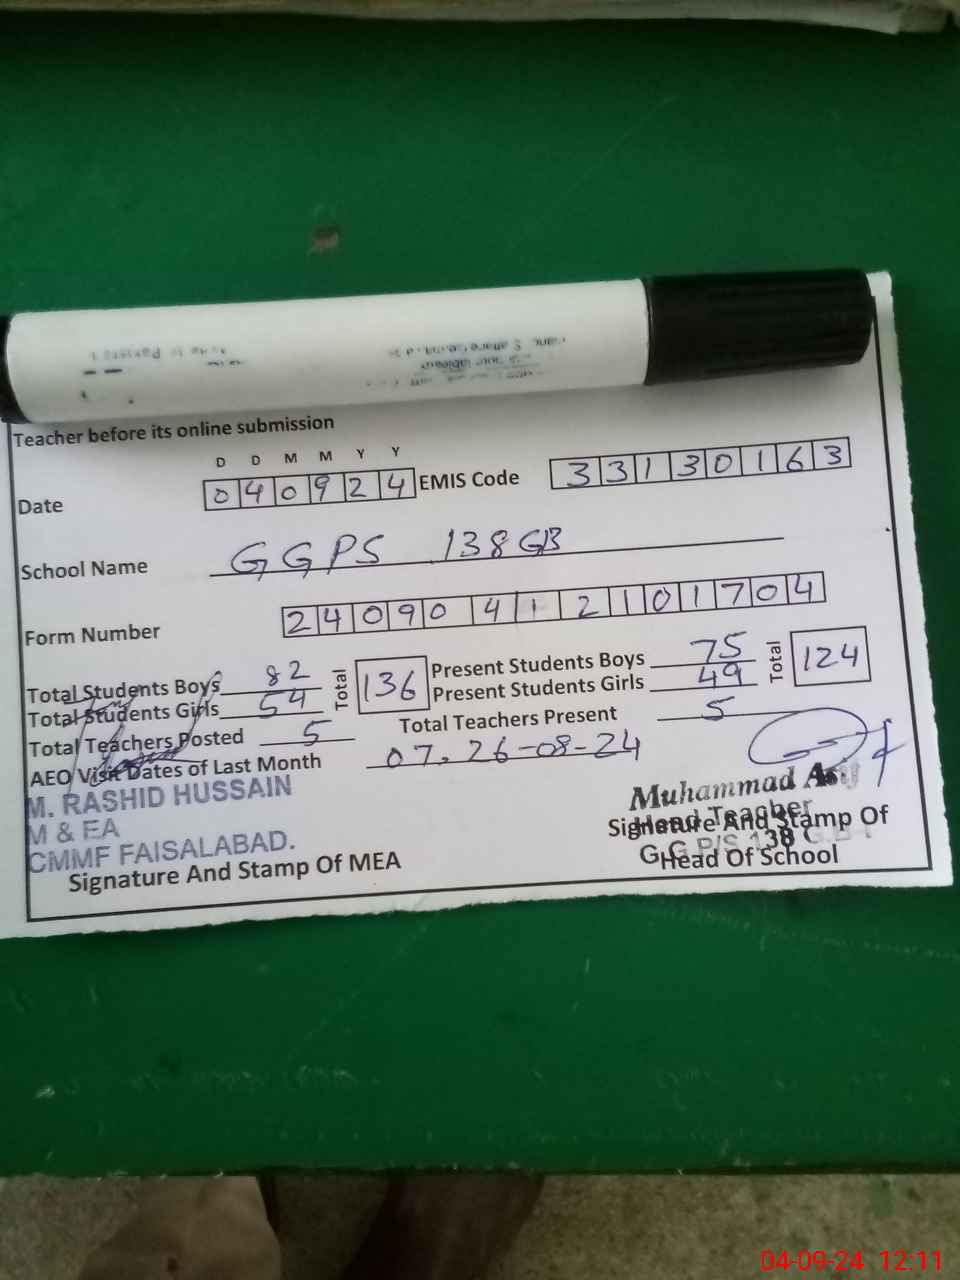 Teacher before its online submission
D D M M Y Y
Date 0 4 0 9 2 4 EMIS Code 3 3 1 3 0 1 6 3
School Name GGPS 138 GB
Form Number 2 4 0 9 0 4 1 2 1 0 1 7 0 4
Total Students Boys 82 Total 136 Present Students Boys 75 Total 124
Total Students Girls 54 Present Students Girls 49
Total Teachers Posted 5 Total Teachers Present 5
AEO Visit Dates of Last Month 07, 26-08-24
M. RASHID HUSSAIN
M & EA
CMMF FAISALABAD.
Signature And Stamp Of MEA
Muhammad Asif
Head Teacher
Signature And Stamp Of
G.G P/S 138 G.B
Head Of School
04-09-24 12:11